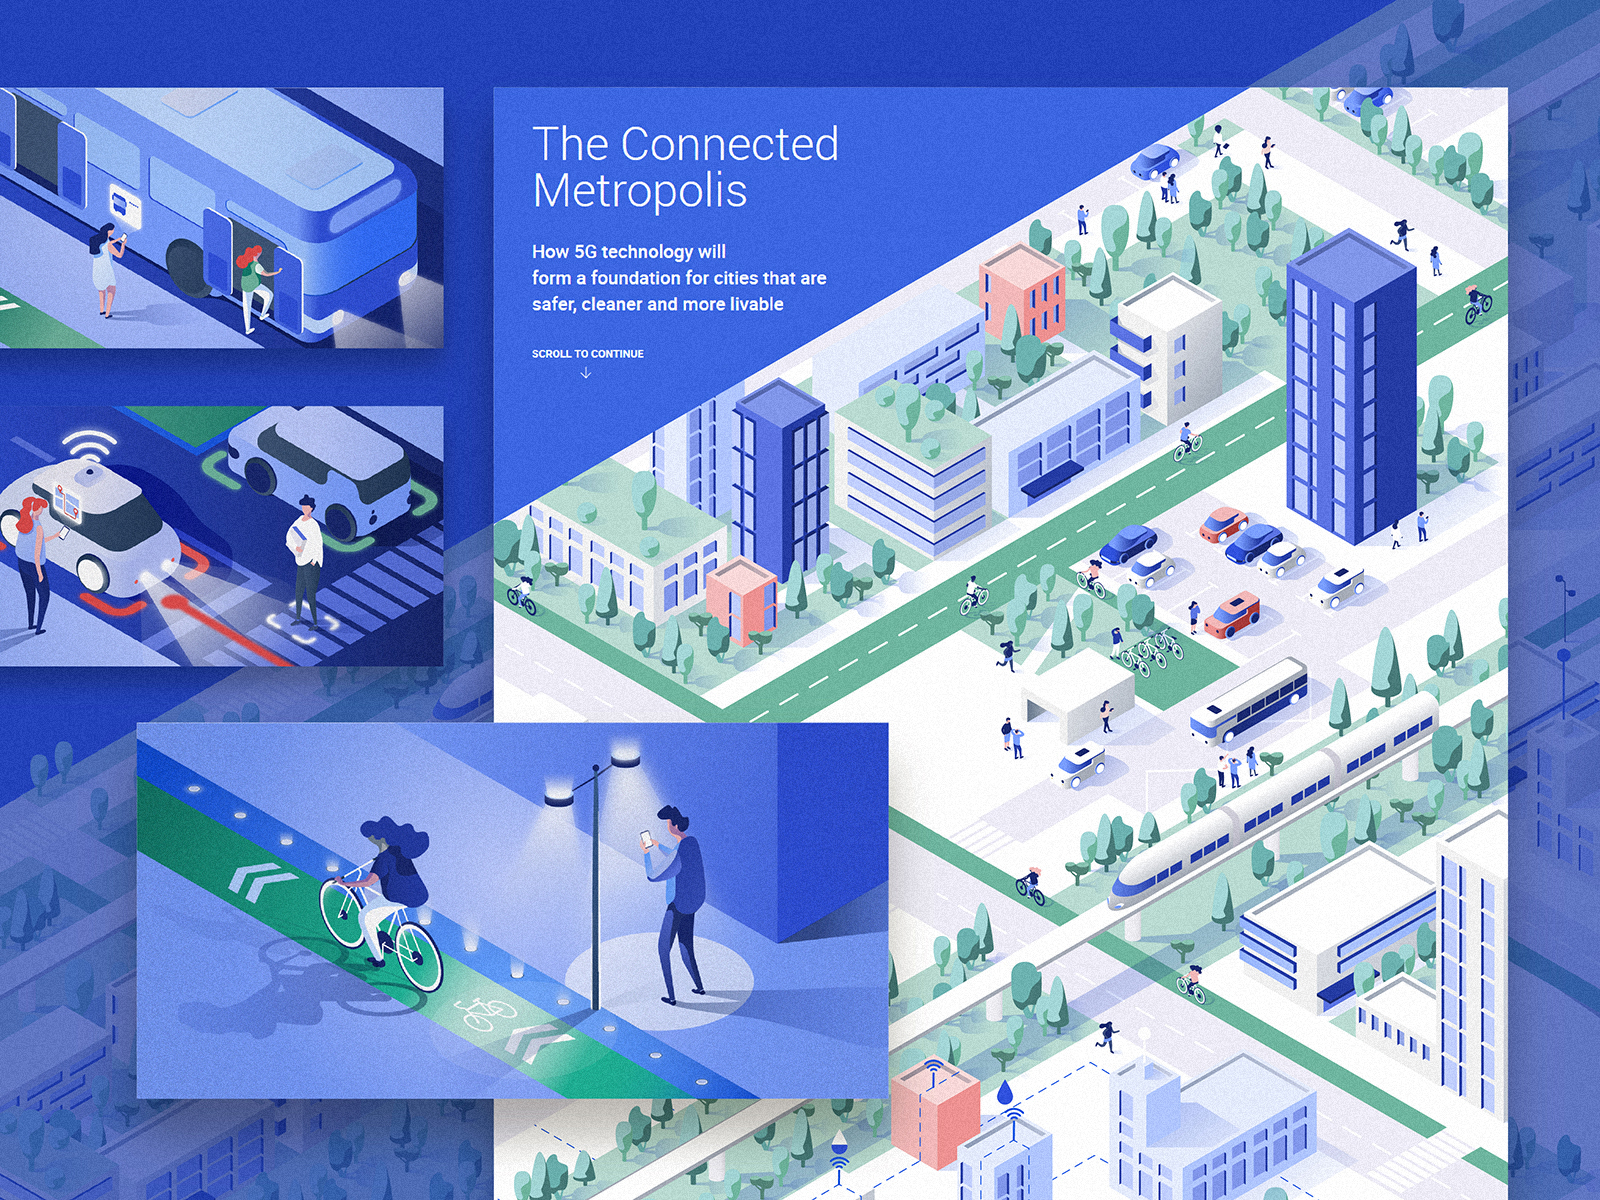 The Connected
Metropolis
How 5G technology will
form a foundation for cities that are
safer, cleaner and more livable
SCROLL TO CONTINUE